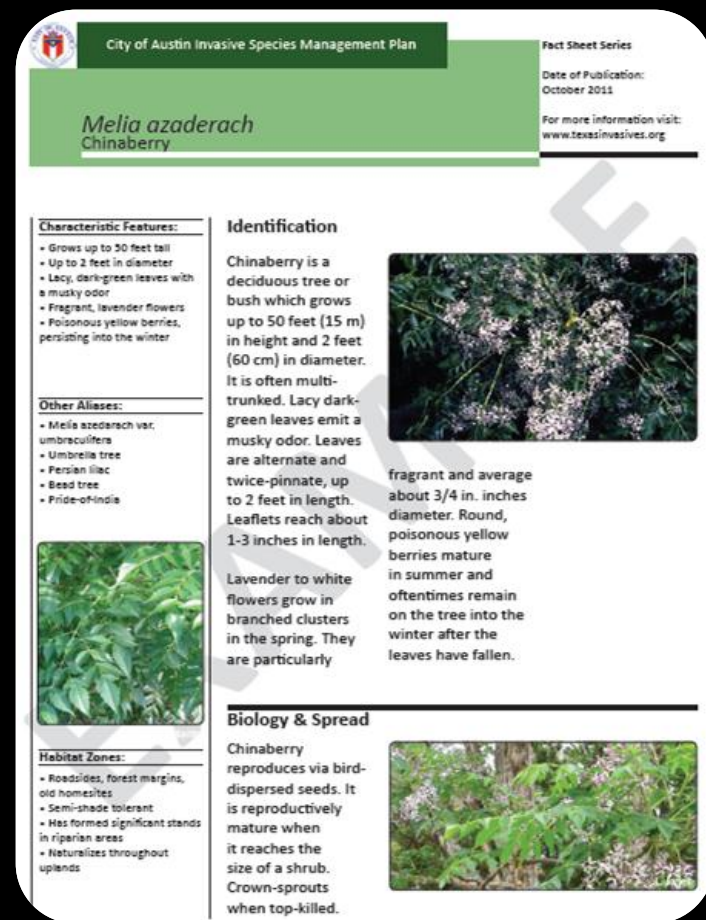 City of Austin Invasive Species Management Plan
Fact Sheet Series
Date of Publication:
October 2011
For more information visit:
www.texasinvasives.org
Melia azaderach
Chinaberry
Characteristic Features:
• Grows up to 50 feet tall
• Up to 2 feet in diameter
• Lacy, dark-green leaves with
a musky odor
• Fragrant, lavender flowers
• Poisonous yellow berries,
persisting into the winter
Other Aliases:
• Melia azedarach var.
umbraculifera
• Umbrella tree
• Persian lilac
• Bead tree
• Pride-of-India
Habitat Zones:
• Roadsides, forest margins,
old homesites
• Semi-shade tolerant
• Has formed significant stands
in riparian areas
• Naturalizes throughout
uplands
Identification
Chinaberry is a
deciduous tree or
bush which grows
up to 50 feet (15 m)
in height and 2 feet
(60 cm) in diameter.
It is often multi-
trunked. Lacy dark-
green leaves emit a
musky odor. Leaves
are alternate and
twice-pinnate, up
to 2 feet in length.
Leaflets reach about
1-3 inches in length.
Lavender to white
flowers grow in
branched clusters
in the spring. They
are particularly
fragrant and average
about 3/4 in. inches
diameter. Round,
poisonous yellow
berries mature
in summer and
oftentimes remain
on the tree into the
winter after the
leaves have fallen.
Biology & Spread
Chinaberry
reproduces via bird-
dispersed seeds. It
is reproductively
mature when
it reaches the
size of a shrub.
Crown-sprouts
when top-killed.
EXAMPLE